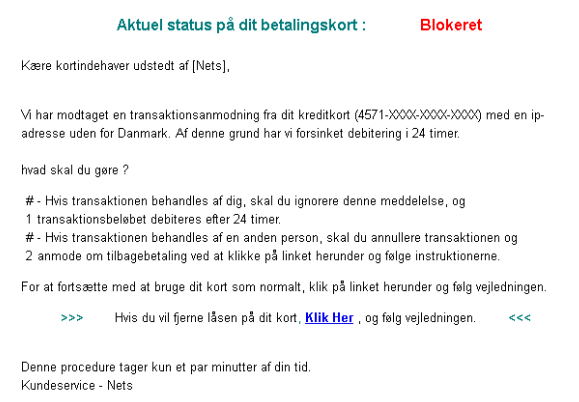 Aktuel status på dit betalingskort : Blokeret
Kære kortindehaver udstedt af [Nets],
Vi har modtaget en transaktionsanmodning fra dit kreditkort (4571-XXXX-XXXX-XXXX) med en ip-
adresse uden for Danmark. Af denne grund har vi forsinket debitering i 24 timer.
hvad skal du gøre ?
# - Hvis transaktionen behandles af dig, skal du ignorere denne meddelelse, og
1 transaktionsbeløbet debiteres efter 24 timer.
# - Hvis transaktionen behandles af en anden person, skal du annullere transaktionen og
2 anmode om tilbagebetaling ved at klikke på linket herunder og følge instruktionerne.
For at fortsætte med at bruge dit kort som normalt, klik på linket herunder og følg vejledningen.
>>> Hvis du vil fjerne låsen på dit kort, Klik Her , og følg vejledningen. <<<
Denne procedure tager kun et par minutter af din tid.
Kundeservice - Nets